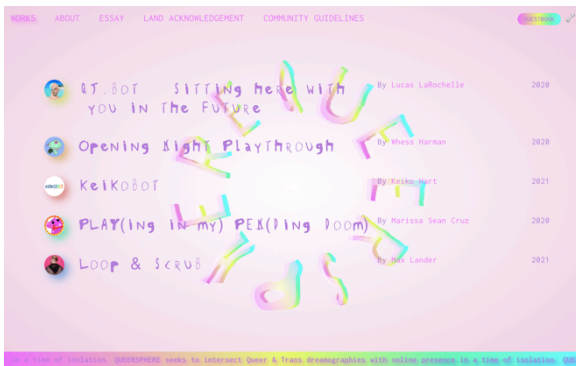 WORKS ABOUT ESSAY LAND ACKNOWLEDGEMENT COMMUNITY GUIDELINES GUESTBOOK
QT.BOT Sitting here with By Lucas LaRochelle 2020
you in the Future
Opening Night Playthrough By Whess Harman 2020
KeiKOBOT By Keiko Hart 2021
PLAY(ing in my) PEN(Ding Doom) By Marissa Sean Cruz 2020
Loop & Scrub By Max Lander 2021
QUEERSPHERE
in a time of isolation. QUEERSPHERE seeks to intersect Queer & Trans dreamographies with online presence in a time of isolation.